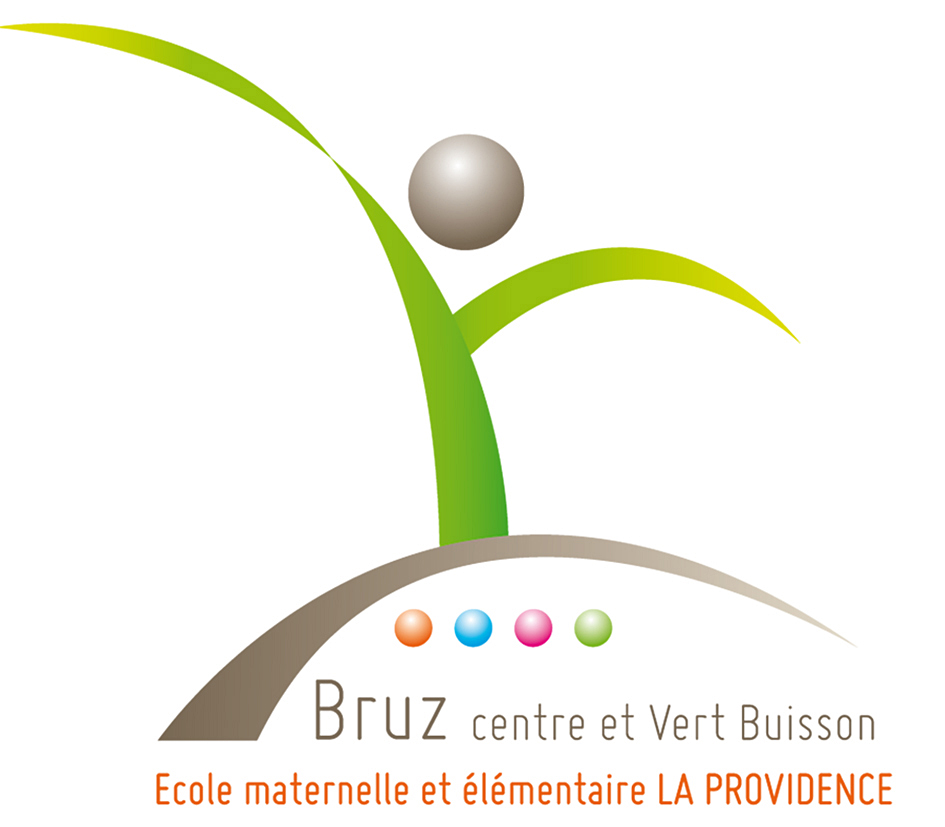 Bruz centre et Vert Buisson
Ecole maternelle et élémentaire LA PROVIDENCE